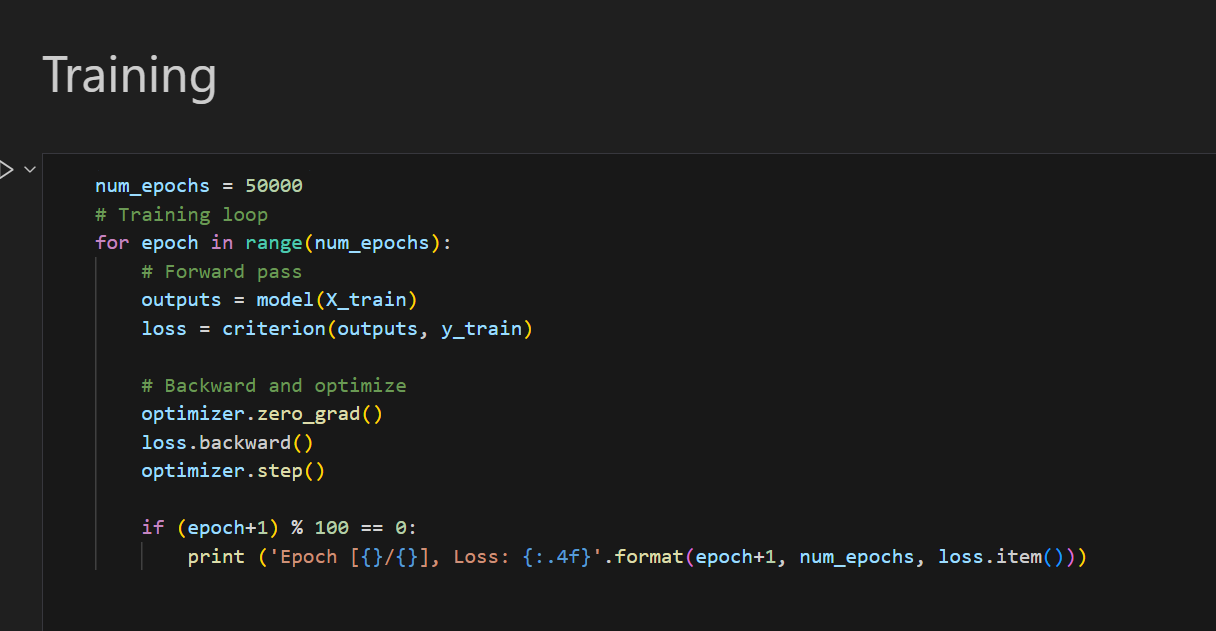 Training
num_epochs = 50000
# Training loop
for epoch in range(num_epochs):
# Forward pass
outputs = model(X_train)
loss = criterion(outputs, y_train)
# Backward and optimize
optimizer.zero_grad()
loss.backward()
optimizer.step()
if (epoch+1) % 100 == 0:
print ('Epoch [{}/{}], Loss: {:.4f}'.format(epoch+1, num_epochs, loss.item()))